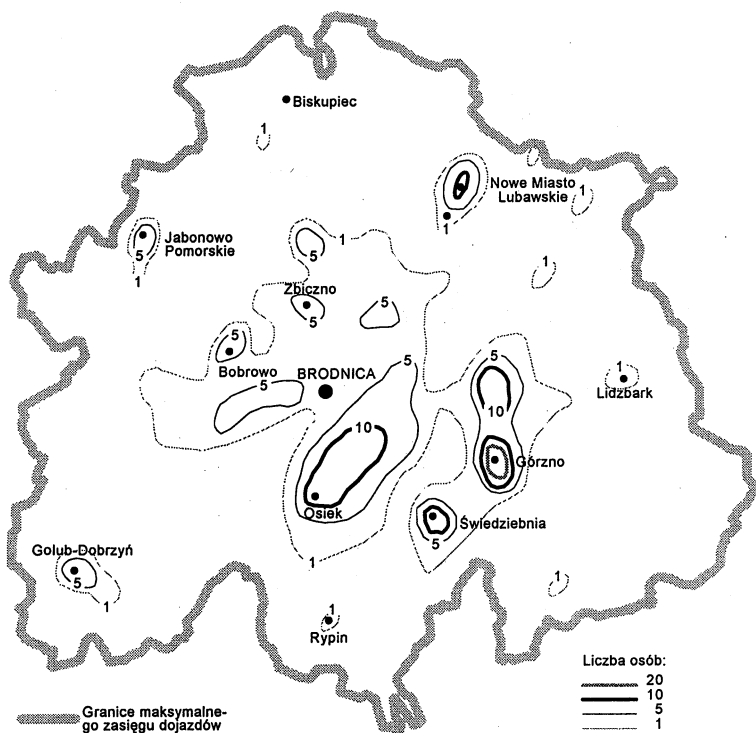 Biskupiec
1
1
Nowe Miasto
Lubawskie
1
1
Jabonowo
Pomorskie
5
1
5
1
1
Zbiczno
5
5
5
Bobrowo
5
BRODNICA
5
5
1
Lidzbark
10
10
Górzno
Osiek
Świedziebnia
5
1
Golub-Dobrzyń
5
1
1
1
Rypin
Liczba osób:
20
10
5
1
Granice maksymalne-
go zasięgu dojazdów